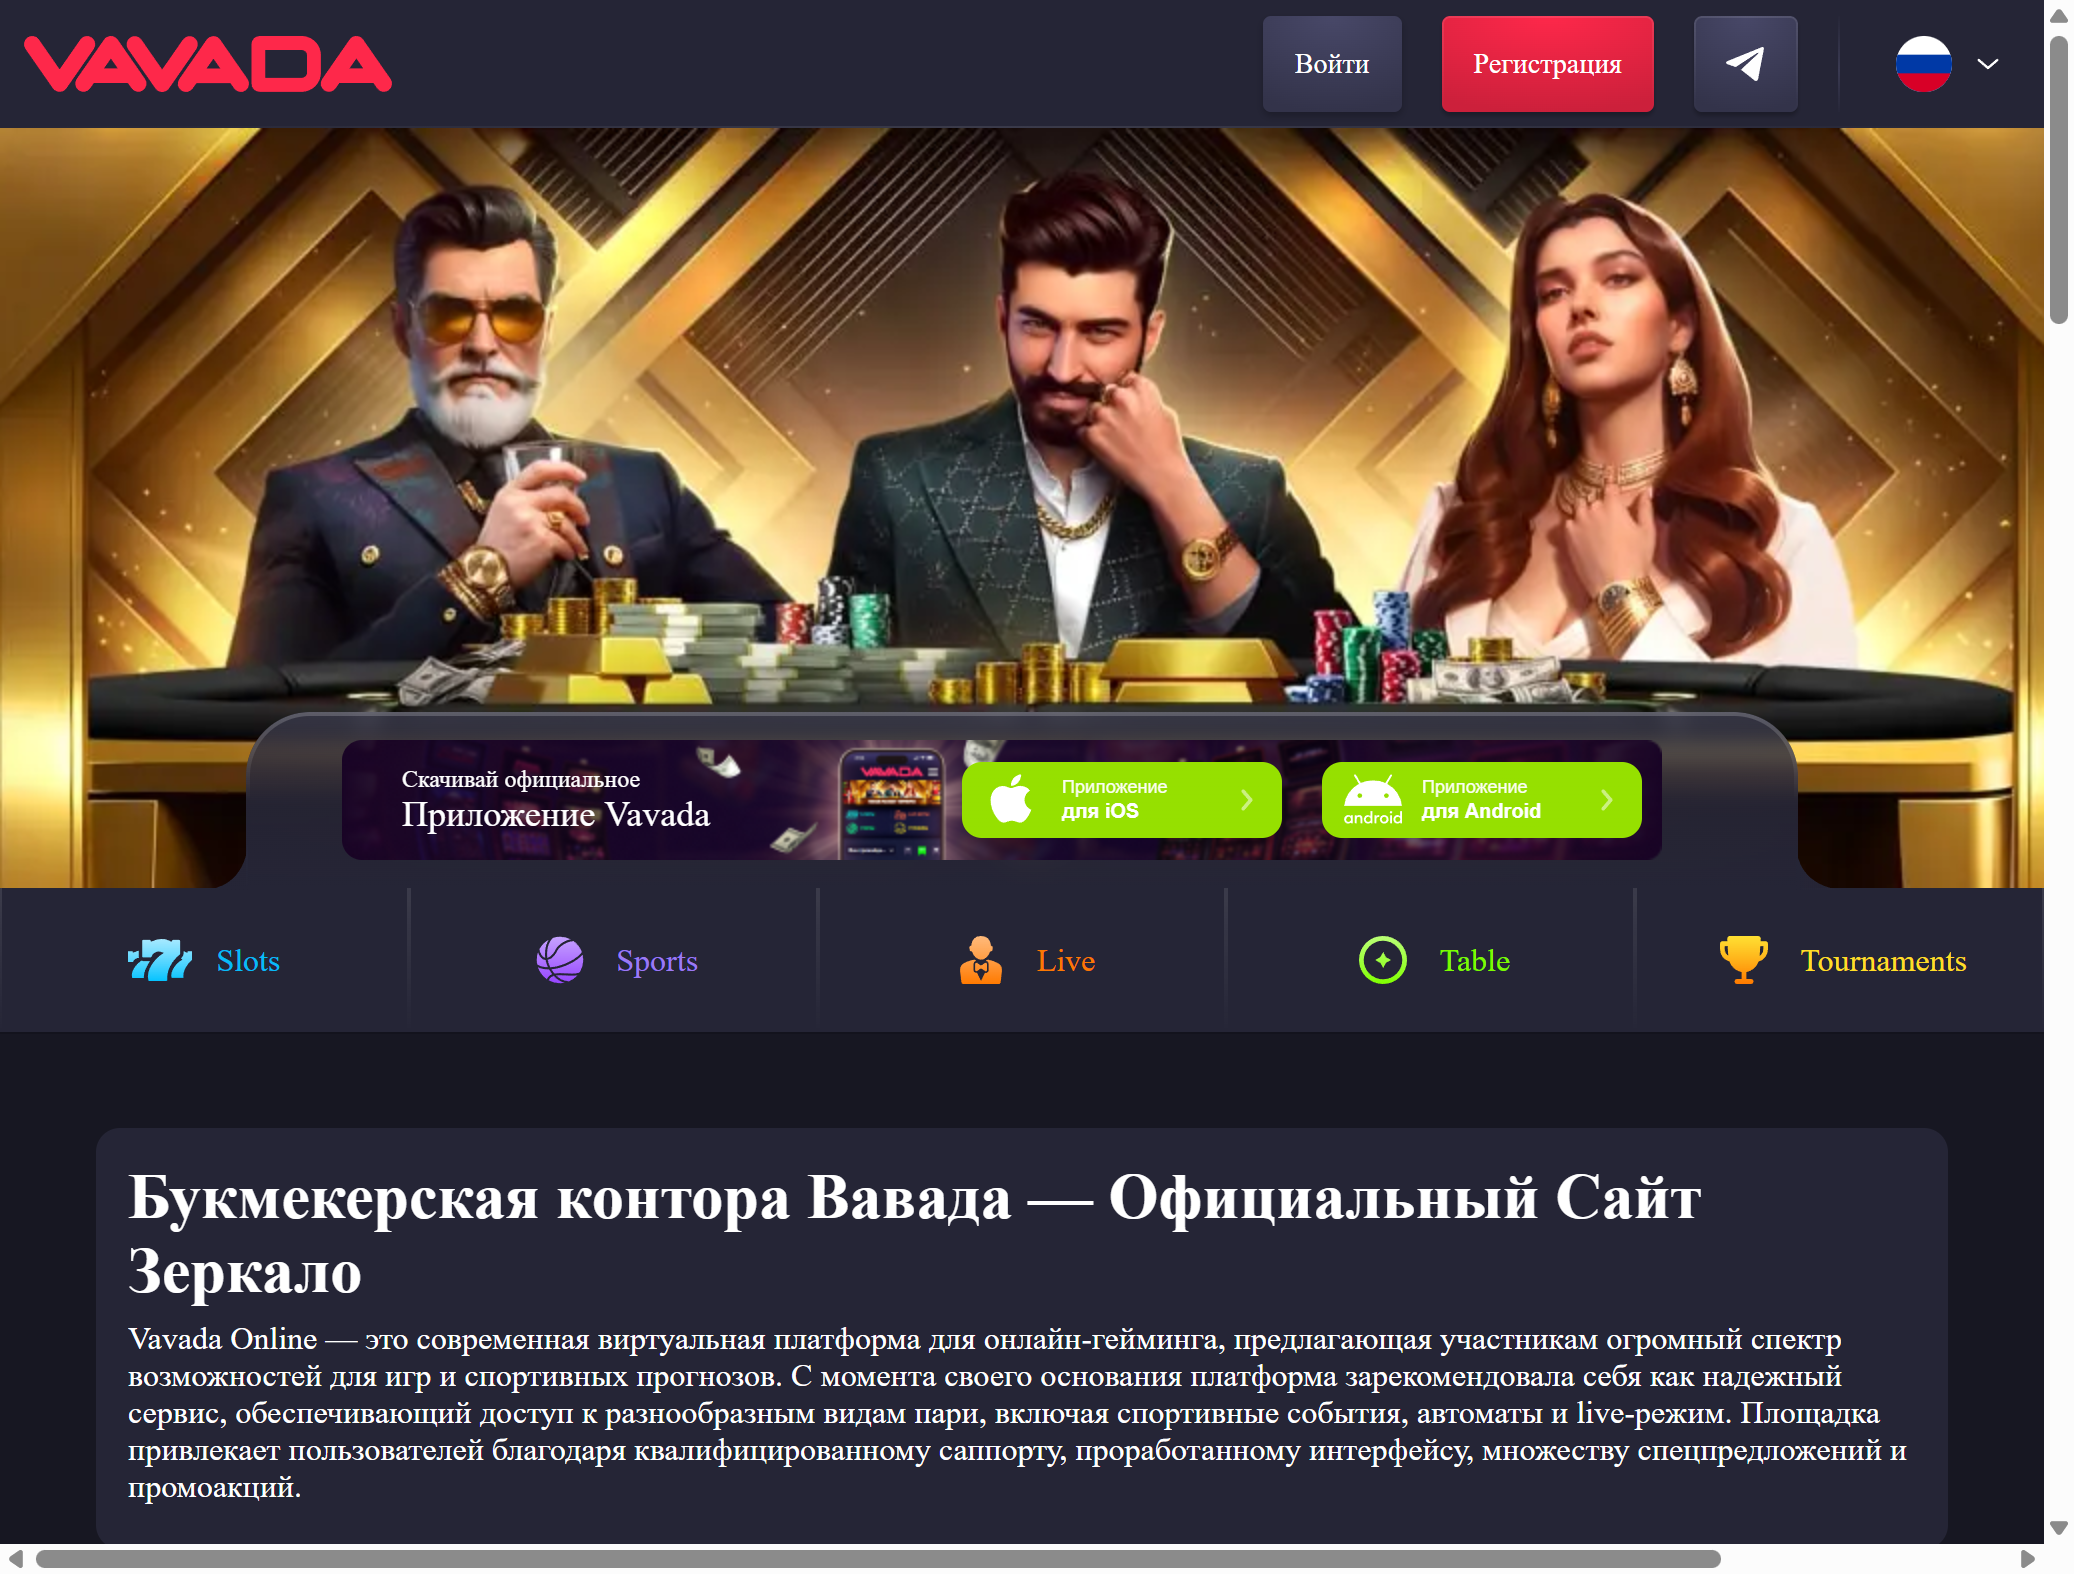 VAVADA
Войти
Регистрация
Скачивай официальное
Приложение Vavada
VAVADA
Приложение
для iOS
android
Приложение
для Android
Slots
Sports
Live
Table
Tournaments
Букмекерская контора Вавада — Официальный Сайт
Зеркало
Vavada Online — это современная виртуальная платформа для онлайн-гейминга, предлагающая участникам огромный спектр
возможностей для игр и спортивных прогнозов. С момента своего основания платформа зарекомендовала себя как надежный
сервис, обеспечивающий доступ к разнообразным видам пари, включая спортивные события, автоматы и live-режим. Площадка
привлекает пользователей благодаря квалифицированному саппорту, проработанному интерфейсу, множеству спецпредложений и
промоакций.